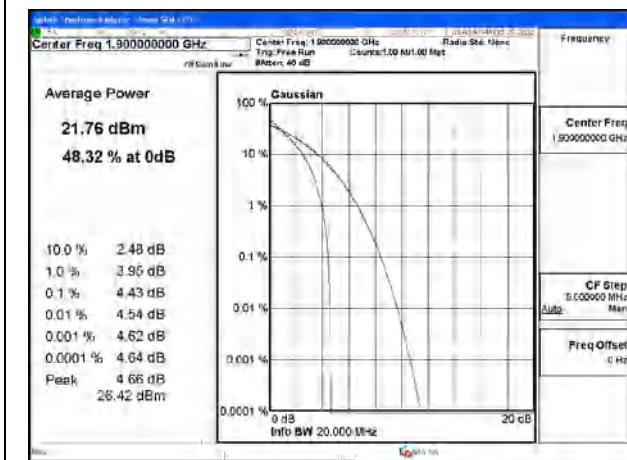 Center Freq 1.900000000 GHz
Center Freq: 1.900000000 GHz
Radio Std: None
Trig: Free Run
Counts:1.00 M/1.00 Mpt
#Atten: 40 dB
Frequency
Average Power
21.76 dBm
48.32 % at 0dB
10.0 % 2.48 dB
1.0 % 3.95 dB
0.1 % 4.43 dB
0.01 % 4.54 dB
0.001 % 4.62 dB
0.0001 % 4.64 dB
Peak 4.66 dB
26.42 dBm
Gaussian
100 %
10 %
1 %
0.1 %
0.01 %
0.001 %
0.0001 %
0 dB
20 dB
Info BW 20.000 MHz
Center Freq
1.900000000 GHz
CF Step
5.000000 MHz
Auto Man
Freq Offset
0 Hz